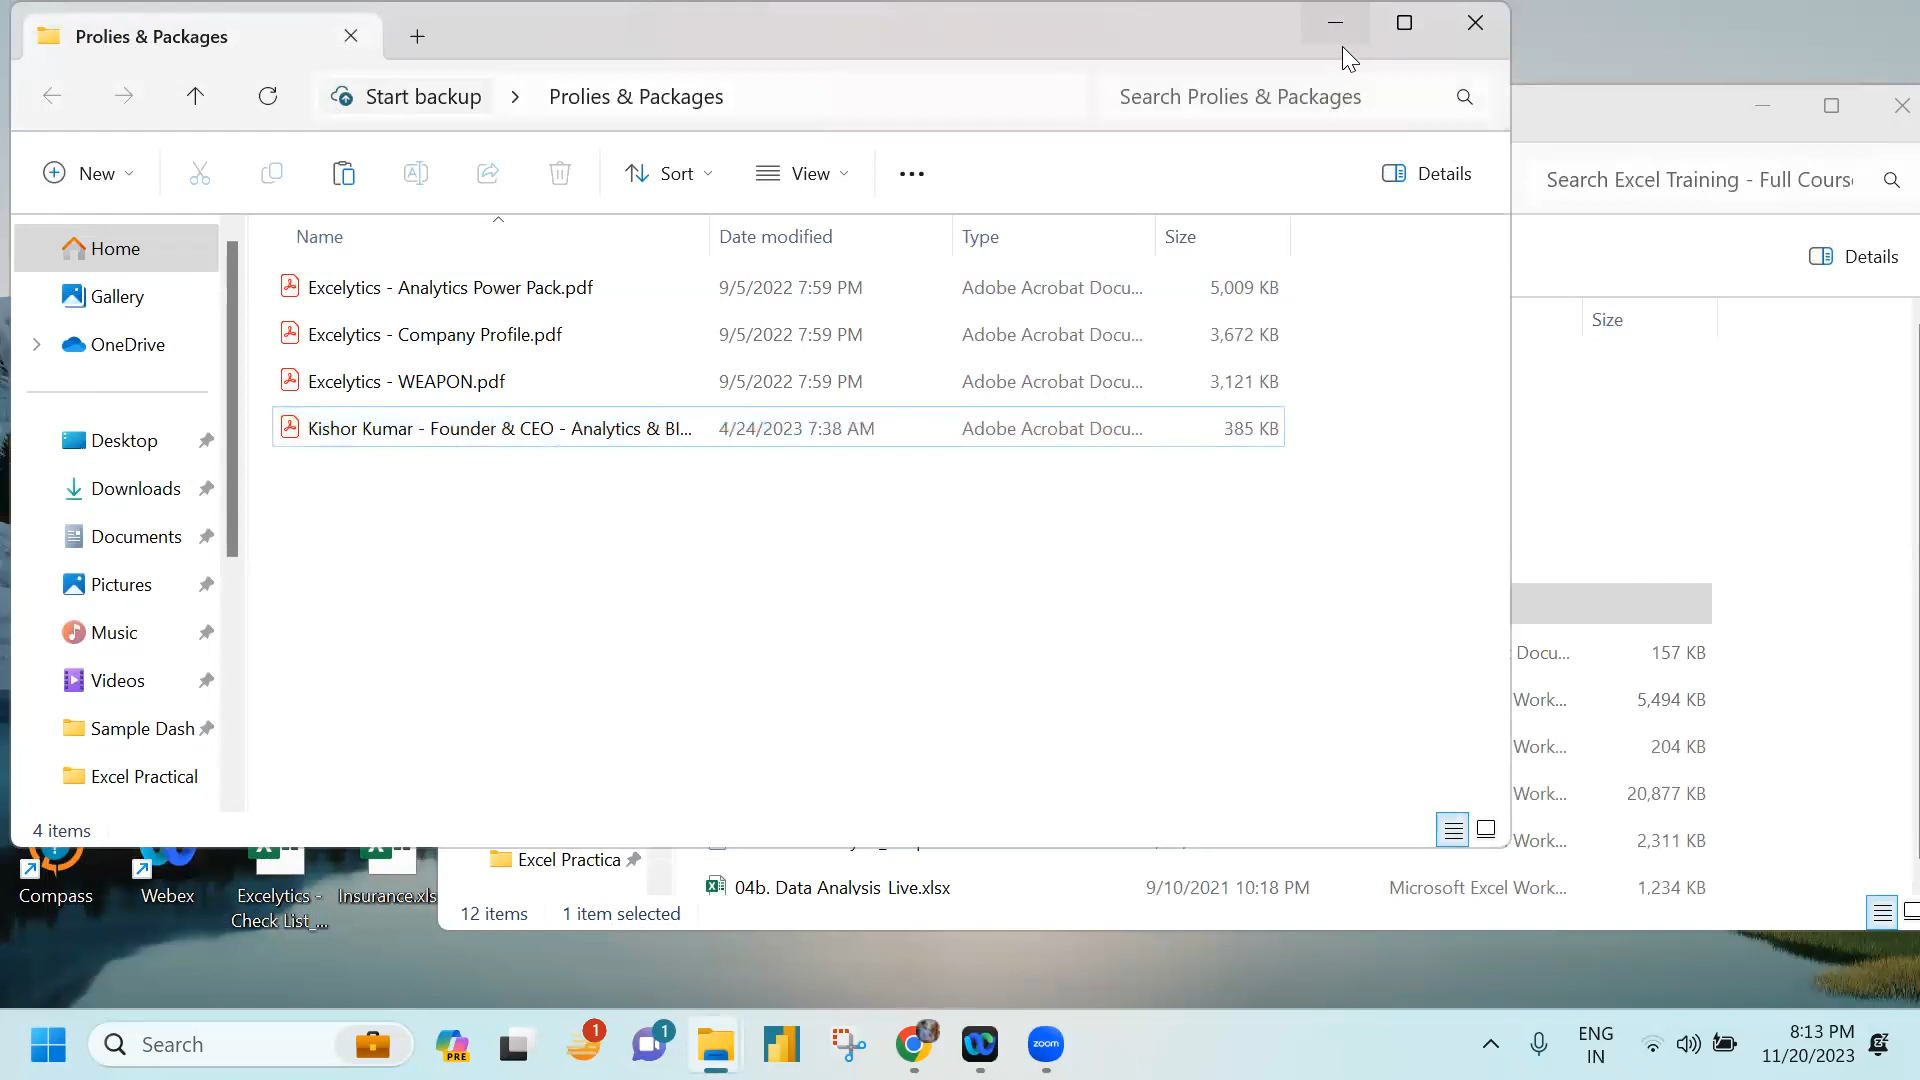 Prolies & Packages
Start backup > Prolies & Packages
Search Prolies & Packages
New
Sort
View
Details
Search Excel Training - Full Cours
Details
Home
Gallery
OneDrive
Desktop
Downloads
Documents
Pictures
Music
Videos
Sample Dash
Excel Practical
Name Date modified Type Size
Excelytics - Analytics Power Pack.pdf 9/5/2022 7:59 PM Adobe Acrobat Docu... 5,009 KB
Excelytics - Company Profile.pdf 9/5/2022 7:59 PM Adobe Acrobat Docu... 3,672 KB
Excelytics - WEAPON.pdf 9/5/2022 7:59 PM Adobe Acrobat Docu... 3,121 KB
Kishor Kumar - Founder & CEO - Analytics & BI... 4/24/2023 7:38 AM Adobe Acrobat Docu... 385 KB
4 items
Size
Docu... 157 KB
Work... 5,494 KB
Work... 204 KB
Work... 20,877 KB
Work... 2,311 KB
Excel Practica
04b. Data Analysis Live.xlsx 9/10/2021 10:18 PM Microsoft Excel Work... 1,234 KB
12 items 1 item selected
Compass
Webex
Excelytics -
Check List_...
Insurance.xls
Search
PRE
1
1
zoom
ENG
IN
8:13 PM
11/20/2023